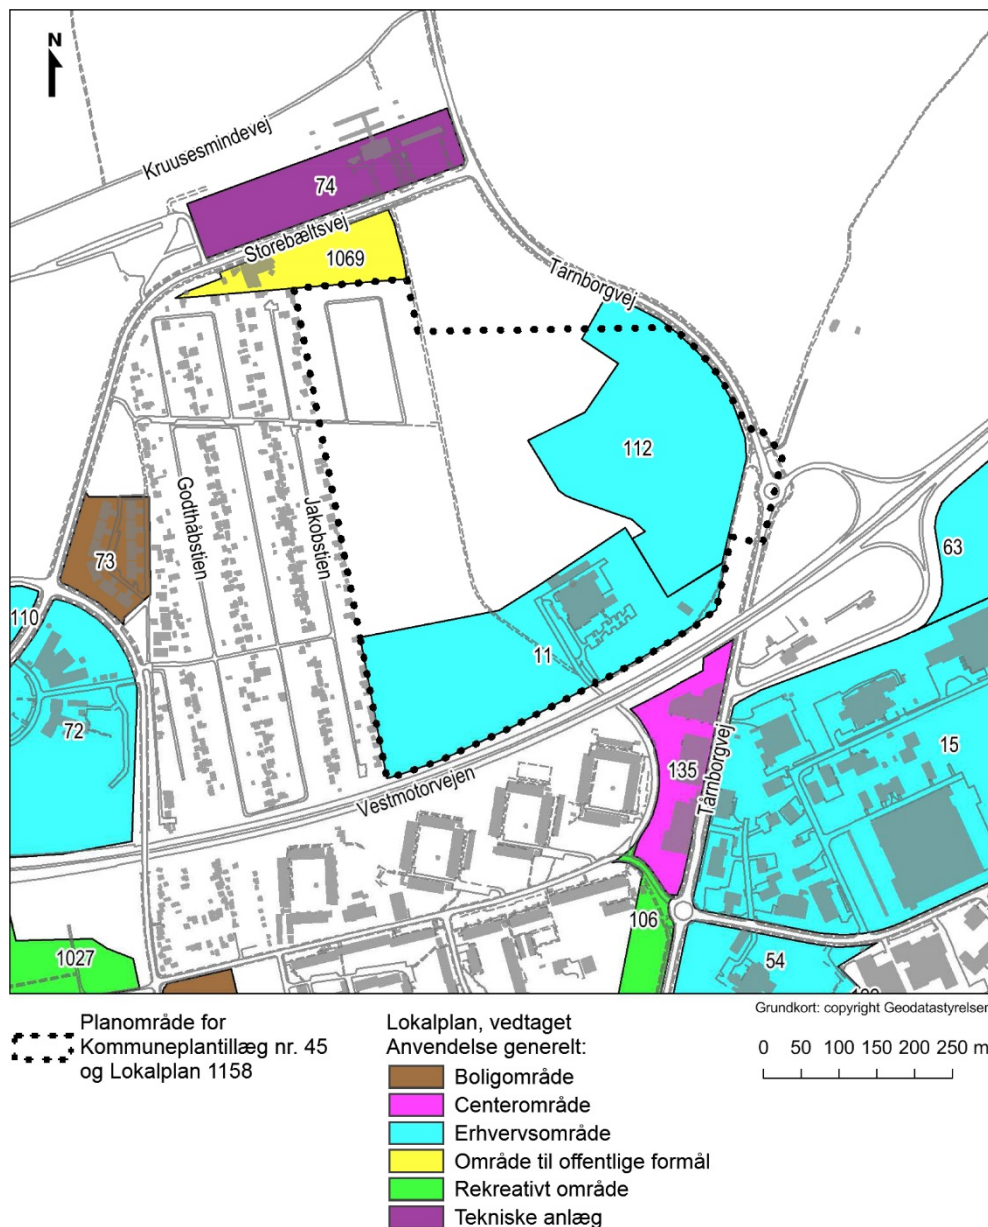 N
Kruusesmindevej
74
Storebæltsvej
1069
Tårnborgvej
112
Godthåbstien
Jakobstien
73
63
110
11
72
15
135
Tårnborgvej
Vestmotorvejen
106
1027
54
Grundkort: copyright Geodatastyrelsen
Planområde for
Kommuneplantillæg nr. 45
og Lokalplan 1158
Lokalplan, vedtaget
Anvendelse generelt:
0 50 100 150 200 250 m
Boligområde
Centerområde
Erhvervsområde
Område til offentlige formål
Rekreativt område
Tekniske anlæg